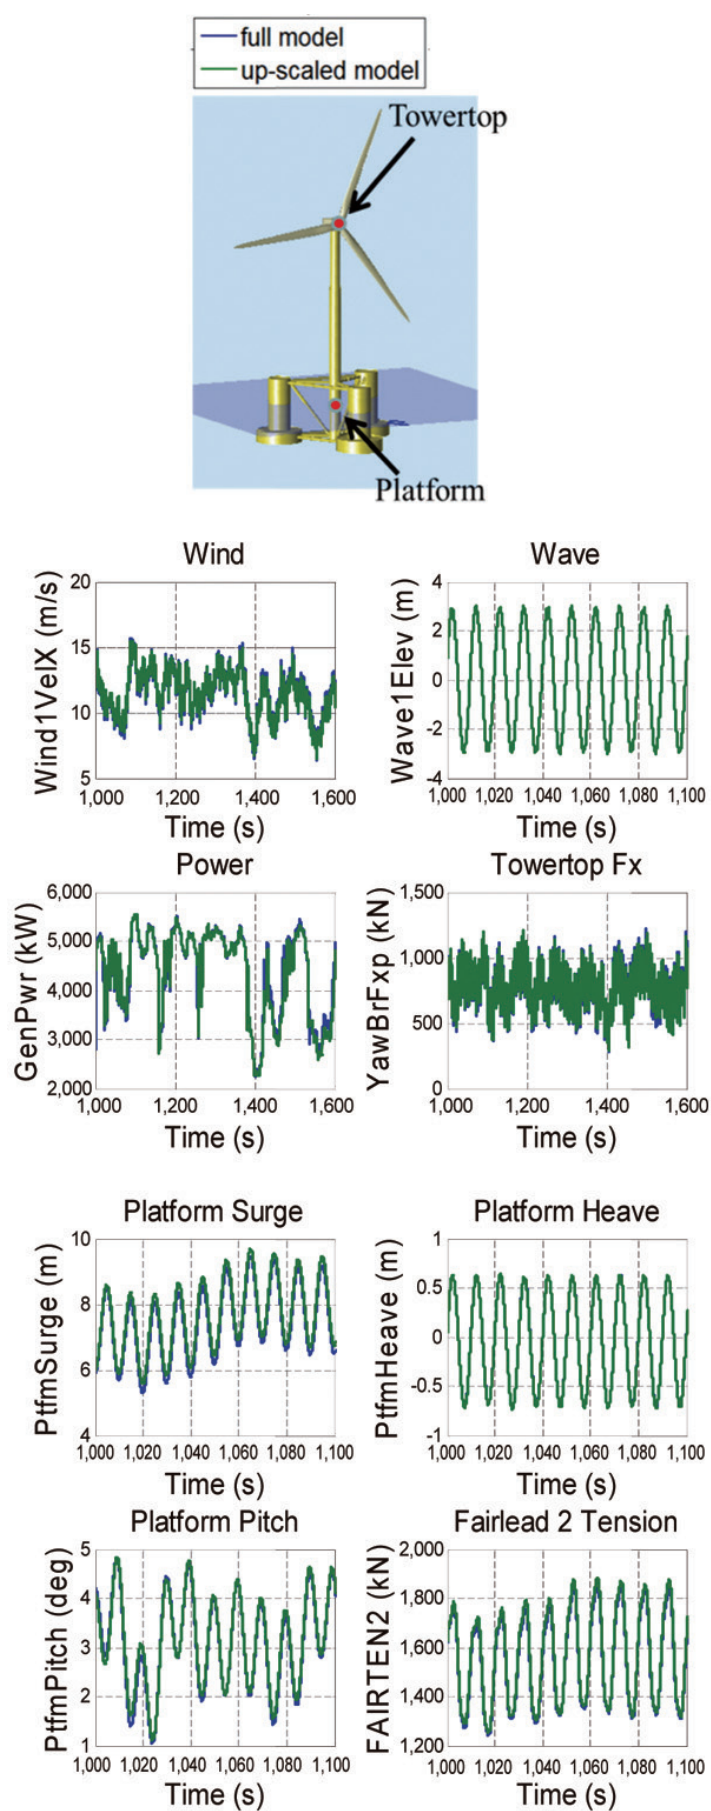 full model
up-scaled model
Towertop
Platform
Wind
Wind1VelX (m/s)
20
15
10
5
1,000 1,200 1,400 1,600
Time (s)
Wave
Wave1Elev (m)
4
2
0
-2
-4
1,000 1,020 1,040 1,060 1,080 1,100
Time (s)
Power
GenPwr (kW)
6,000
5,000
4,000
3,000
2,000
1,000 1,200 1,400 1,600
Time (s)
Towertop Fx
YawBrFxp (kN)
1,500
1,000
500
0
1,000 1,200 1,400 1,600
Time (s)
Platform Surge
PtfmSurge (m)
10
8
6
4
1,000 1,020 1,040 1,060 1,080 1,100
Time (s)
Platform Heave
PtfmHeave (m)
1
0.5
0
-0.5
-1
1,000 1,020 1,040 1,060 1,080 1,100
Time (s)
Platform Pitch
PtfmPitch (deg)
5
4
3
2
1
1,000 1,020 1,040 1,060 1,080 1,100
Time (s)
Fairlead 2 Tension
FAIRTEN2 (kN)
2,000
1,800
1,600
1,400
1,200
1,000 1,020 1,040 1,060 1,080 1,100
Time (s)